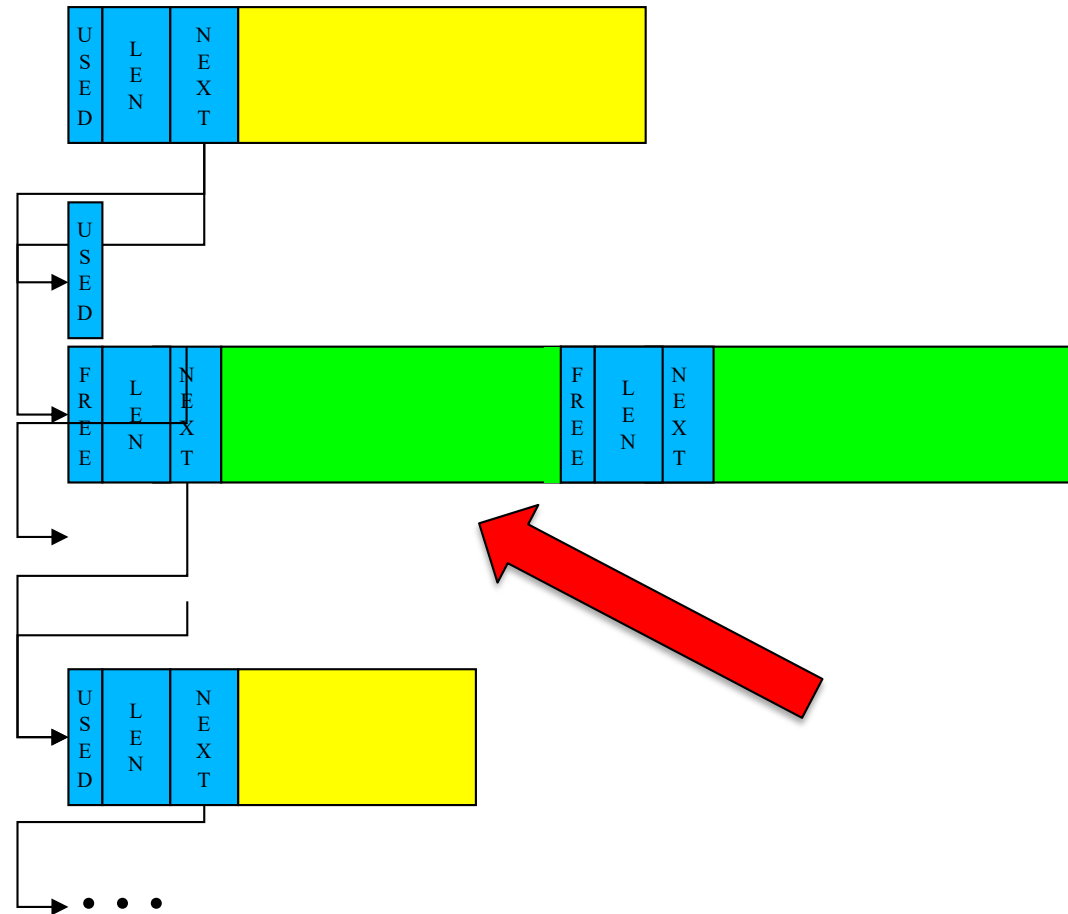 USED LEN NEXT
USED
FREE LEN NEXT FREE LEN NEXT
USED LEN NEXT
• • •